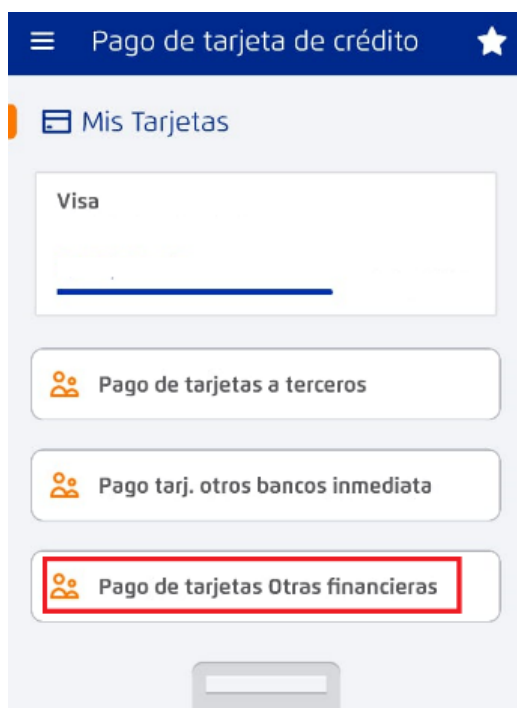 Pago de tarjeta de crédito
Mis Tarjetas
Visa
Pago de tarjetas a terceros
Pago tarj. otros bancos inmediata
Pago de tarjetas Otras financieras